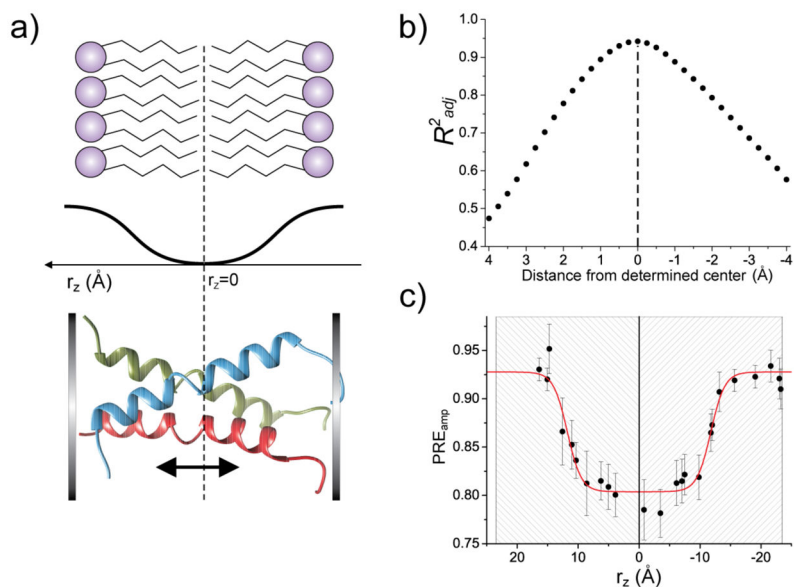 a)
r_z (Å)
r_z=0
b)
R²adj
1.0
0.9
0.8
0.7
0.6
0.5
0.4
4 3 2 1 0 -1 -2 -3 -4
Distance from determined center (Å)
c)
PRE_amp
0.95
0.90
0.85
0.80
0.75
20 10 0 -10 -20
r_z (Å)